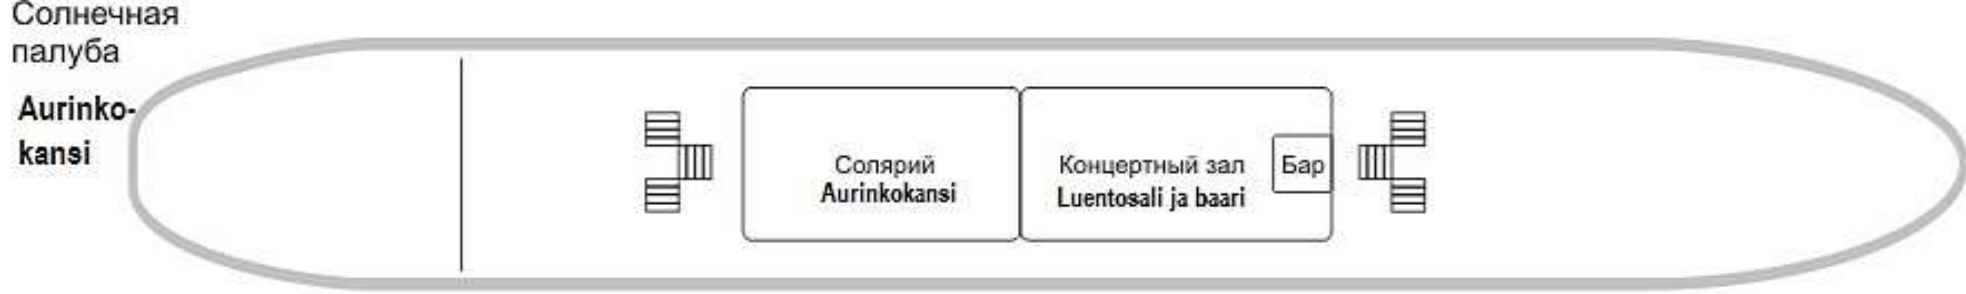 Солнечная
палуба
Aurinko-
kansi
Солярий
Aurinkokansi
Концертный зал
Luentosali ja baari
Бар